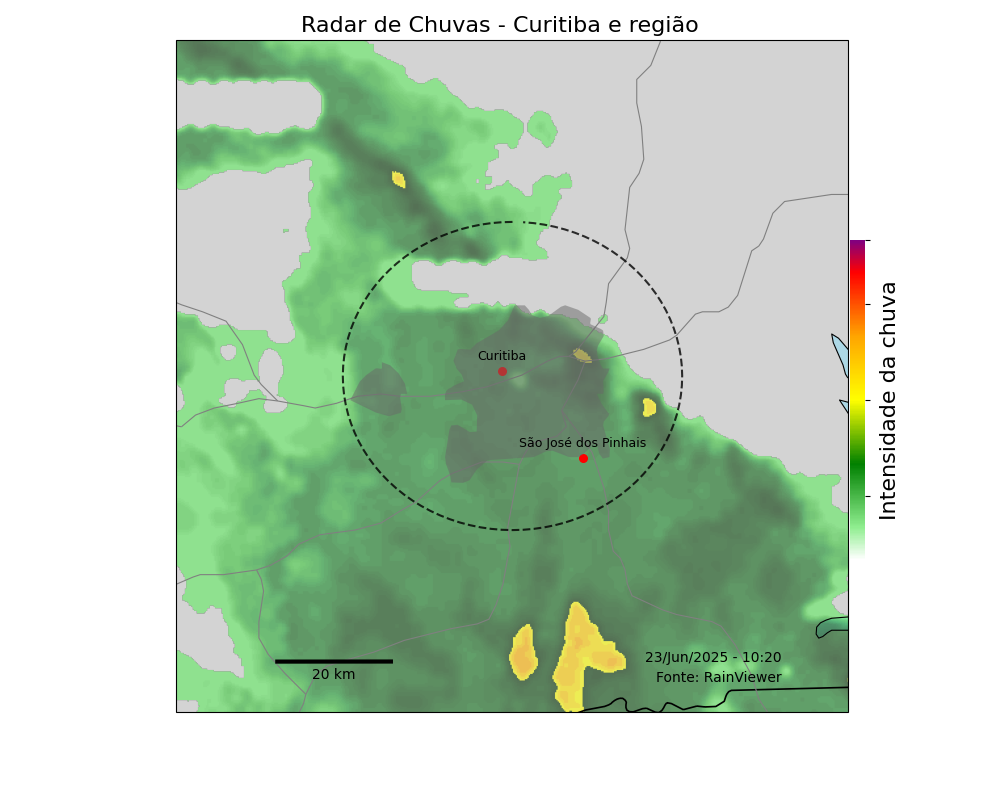 Radar de Chuvas - Curitiba e região
Curitiba
São José dos Pinhais
Intensidade da chuva
20 km
23/Jun/2025 - 10:20
Fonte: RainViewer